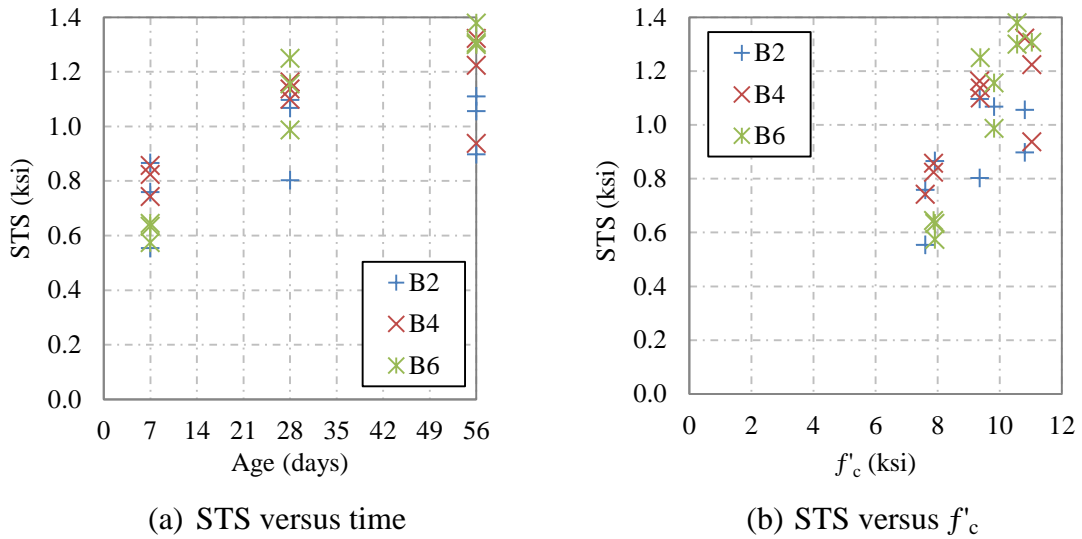 1.4
1.2
1.0
0.8
0.6
0.4
0.2
0.0
STS (ksi)
B2
B4
B6
0 7 14 21 28 35 42 49 56
Age (days)
(a) STS versus time
1.4
1.2
1.0
0.8
0.6
0.4
0.2
0.0
STS (ksi)
B2
B4
B6
0 2 4 6 8 10 12
f'c (ksi)
(b) STS versus f'c